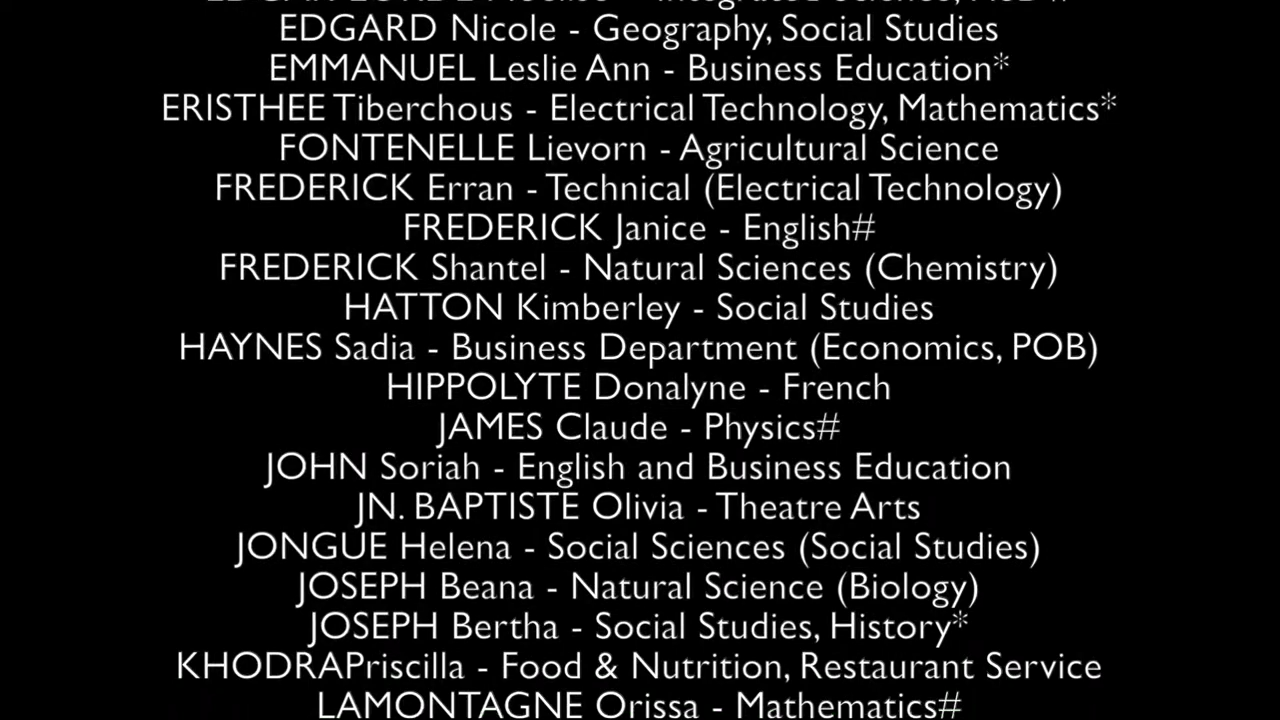 EDGARD Nicole - Geography, Social Studies
EMMANUEL Leslie Ann - Business Education*
ERISTHEE Tiberchous - Electrical Technology, Mathematics*
FONTENELLE Lievorn - Agricultural Science
FREDERICK Erran - Technical (Electrical Technology)
FREDERICK Janice - English#
FREDERICK Shantel - Natural Sciences (Chemistry)
HATTON Kimberley - Social Studies
HAYNES Sadia - Business Department (Economics, POB)
HIPPOLYTE Donalyne - French
JAMES Claude - Physics#
JOHN Soriah - English and Business Education
JN. BAPTISTE Olivia - Theatre Arts
JONGUE Helena - Social Sciences (Social Studies)
JOSEPH Beana - Natural Science (Biology)
JOSEPH Bertha - Social Studies, History*
KHODRAPriscilla - Food & Nutrition, Restaurant Service
LAMONTAGNE Orissa - Mathematics#